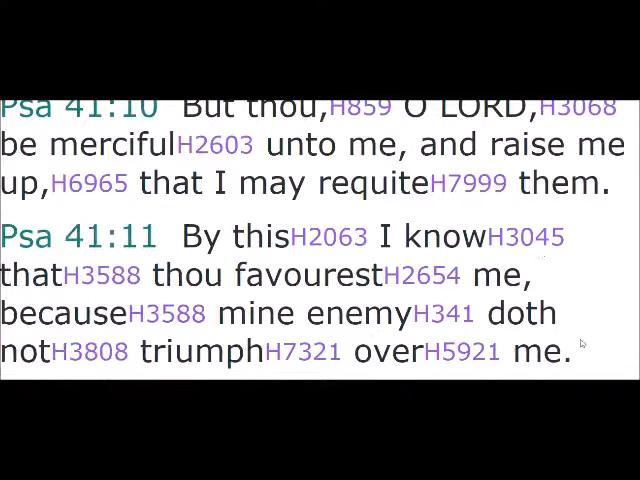 Psa 41:10 But thou,H859 O LORD,H3068
be mercifulH2603 unto me, and raise me
up,H6965 that I may requiteH7999 them.
Psa 41:11 By thisH2063 I knowH3045
thatH3588 thou favourestH2654 me,
becauseH3588 mine enemyH341 doth
notH3808 triumphH7321 overH5921 me.